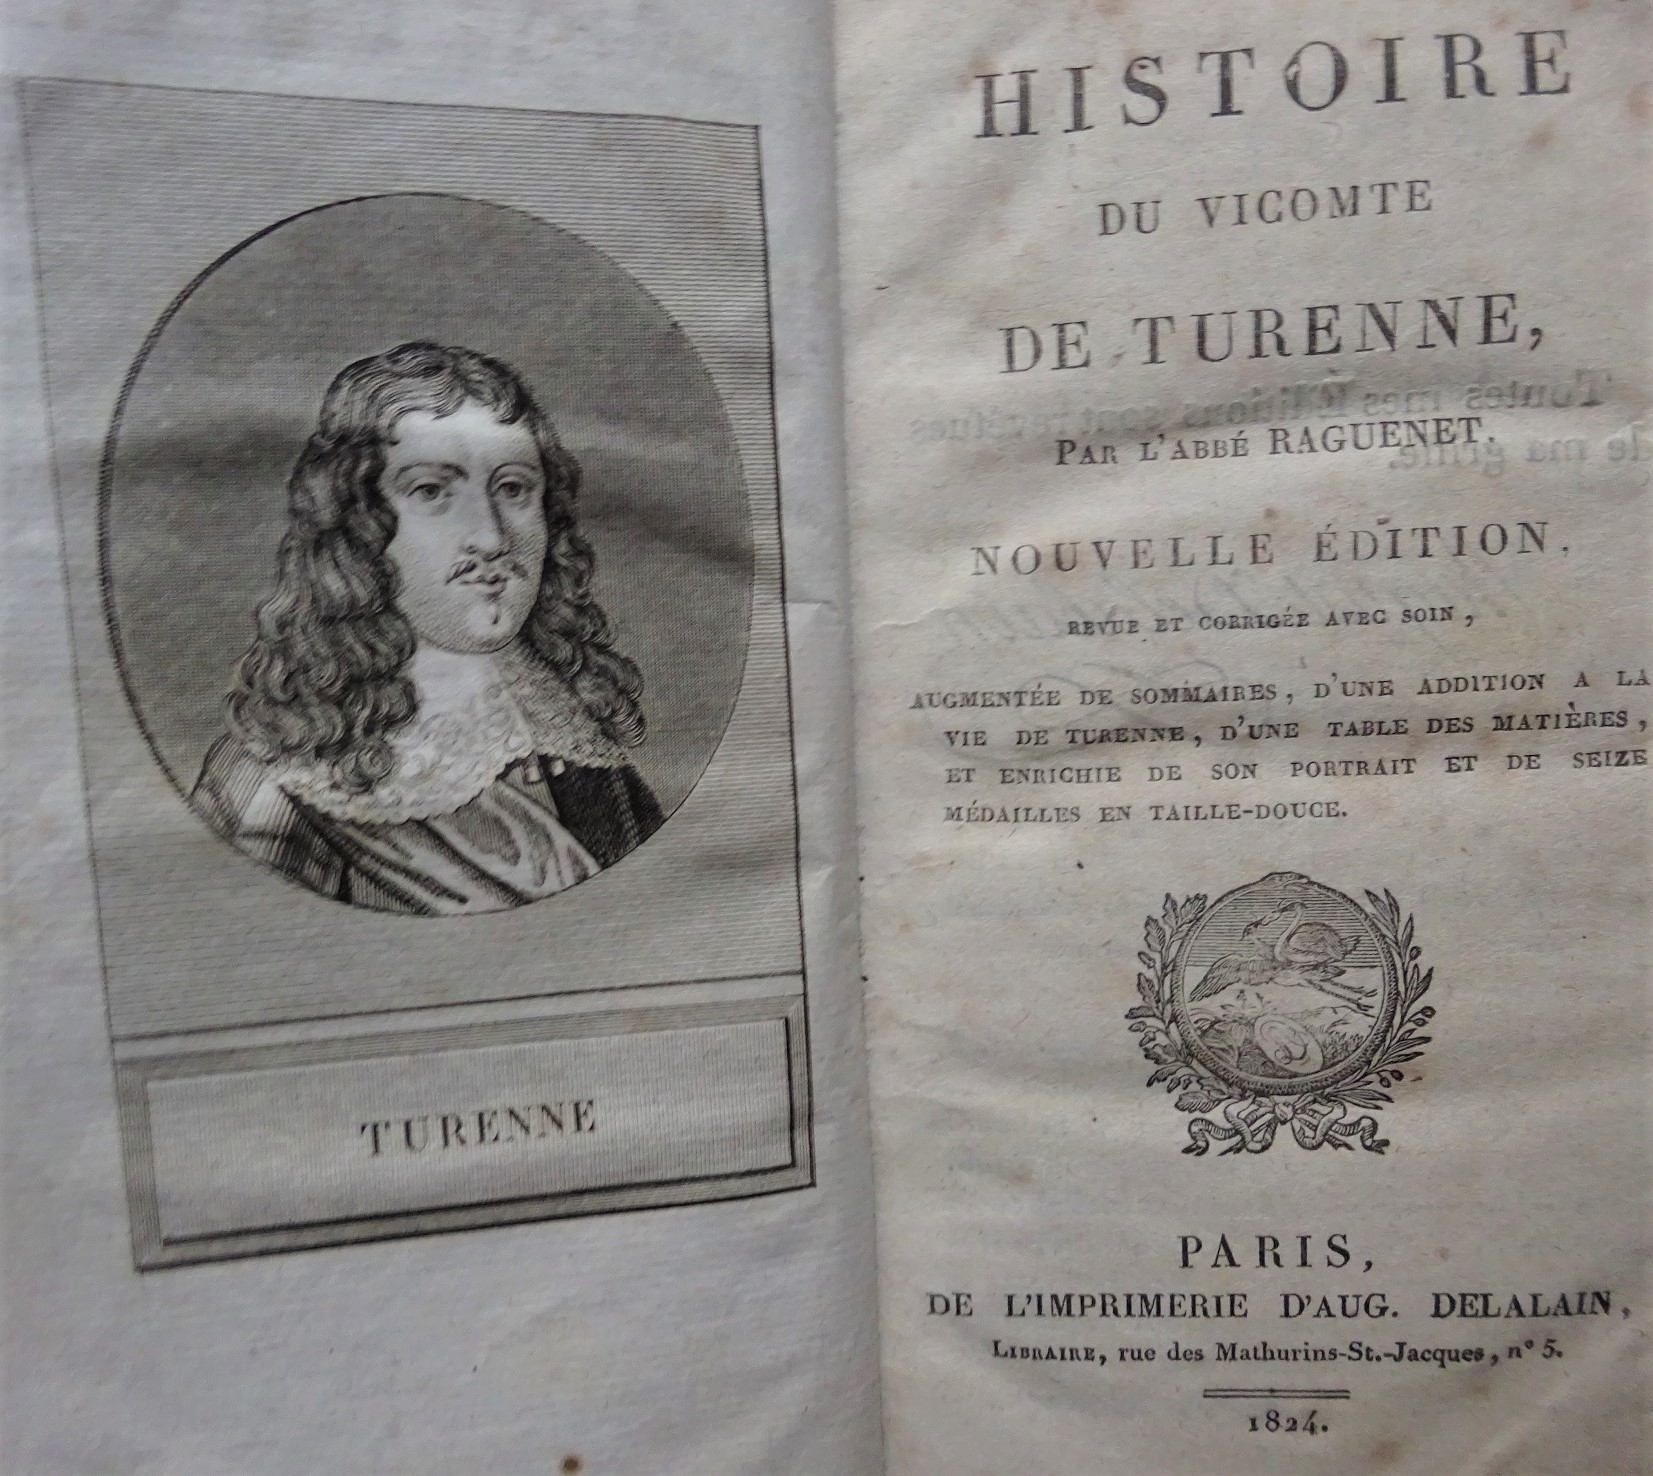 TURENNE
HISTOIRE
DU VICOMTE
DE TURENNE,
PAR L'ABBÉ RAGUENET.
NOUVELLE ÉDITION,
REVUE ET CORRIGÉE AVEC SOIN,
AUGMENTÉE DE SOMMAIRES, D'UNE ADDITION A LA
VIE DE TURENNE, D'UNE TABLE DES MATIÈRES,
ET ENRICHIE DE SON PORTRAIT ET DE SEIZE
MÉDAILLES EN TAILLE-DOUCE.
PARIS,
DE L'IMPRIMERIE D'AUG. DELALAIN,
LIBRAIRE, rue des Mathurins-St.-Jacques, n° 5.
1824.